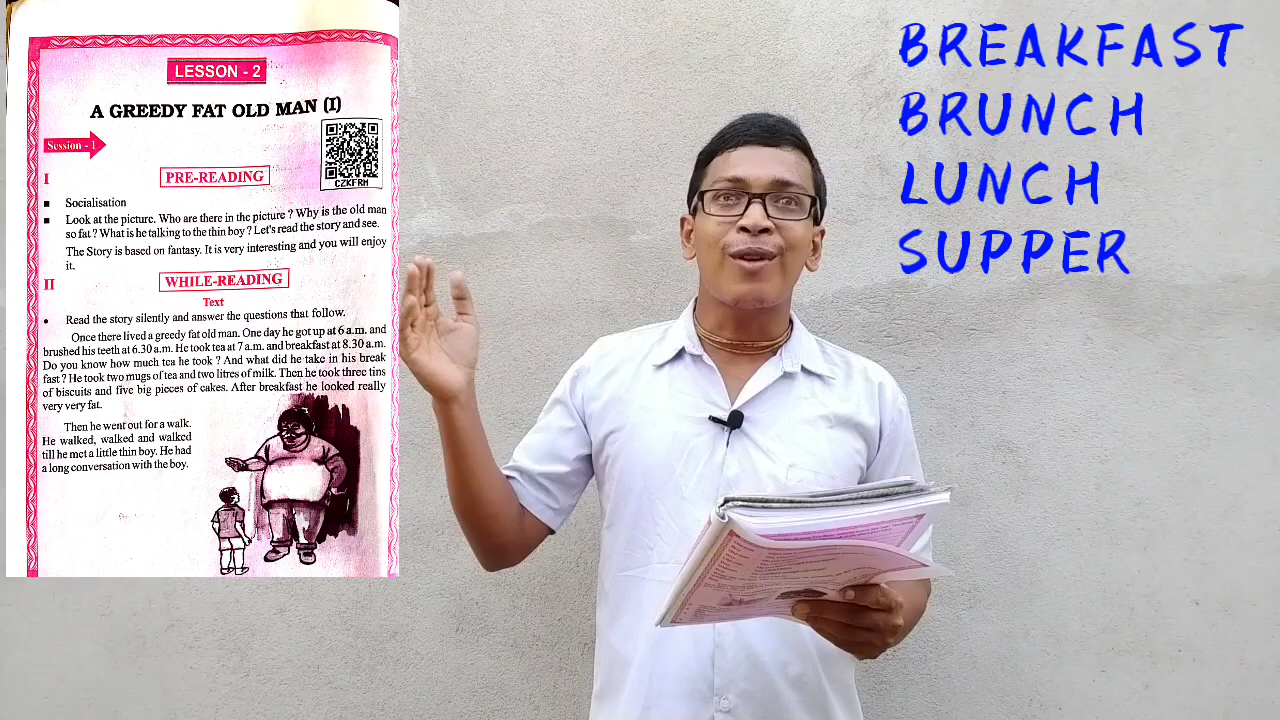 LESSON - 2
A GREEDY FAT OLD MAN (I)
Session - 1
CZKFRM
I PRE-READING
■ Socialisation
■ Look at the picture. Who are there in the picture ? Why is the old man
so fat ? What is he talking to the thin boy ? Let's read the story and see.
The Story is based on fantasy. It is very interesting and you will enjoy
it.
II WHILE-READING
Text
• Read the story silently and answer the questions that follow.
Once there lived a greedy fat old man. One day he got up at 6 a.m. and
brushed his teeth at 6.30 a.m. He took tea at 7 a.m. and breakfast at 8.30 a.m.
Do you know how much tea he took ? And what did he take in his break
fast ? He took two mugs of tea and two litres of milk. Then he took three tins
of biscuits and five big pieces of cakes. After breakfast he looked really
very very fat.
Then he went out for a walk.
He walked, walked and walked
till he met a little thin boy. He had
a long conversation with the boy.
BREAKFAST
BRUNCH
LUNCH
SUPPER